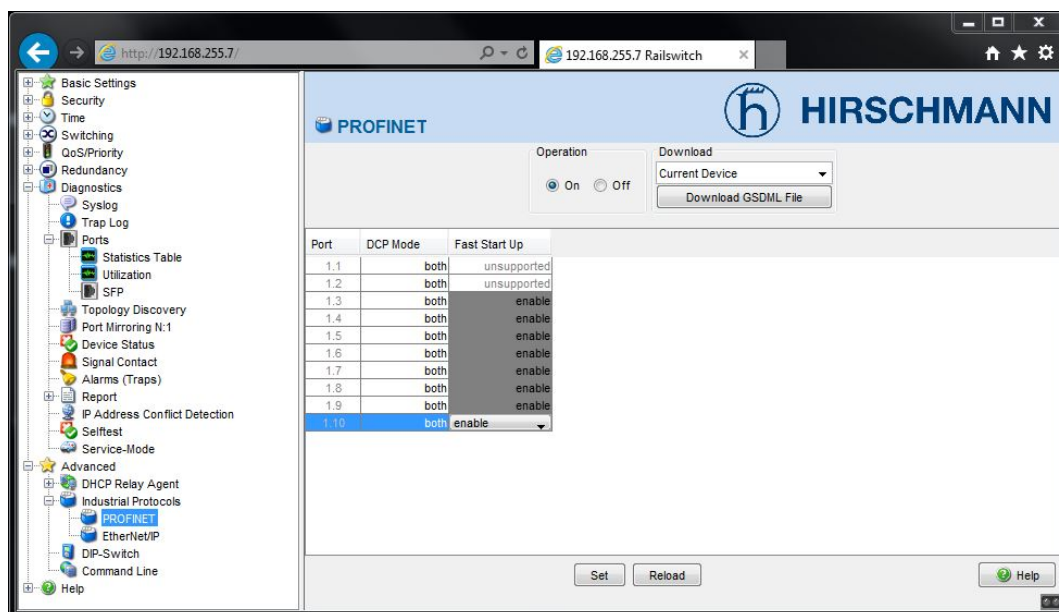 http://192.168.255.7/
192.168.255.7 Railswitch
Basic Settings
Security
Time
Switching
QoS/Priority
Redundancy
Diagnostics
Syslog
Trap Log
Ports
Statistics Table
Utilization
SFP
Topology Discovery
Port Mirroring N:1
Device Status
Signal Contact
Alarms (Traps)
Report
IP Address Conflict Detection
Selftest
Service-Mode
Advanced
DHCP Relay Agent
Industrial Protocols
PROFINET
EtherNet/IP
DIP-Switch
Command Line
Help
PROFINET
HIRSCHMANN
Operation
On Off
Download
Current Device
Download GSDML File
Port DCP Mode Fast Start Up
1.1 both unsupported
1.2 both unsupported
1.3 both enable
1.4 both enable
1.5 both enable
1.6 both enable
1.7 both enable
1.8 both enable
1.9 both enable
1.10 both enable
Set Reload Help